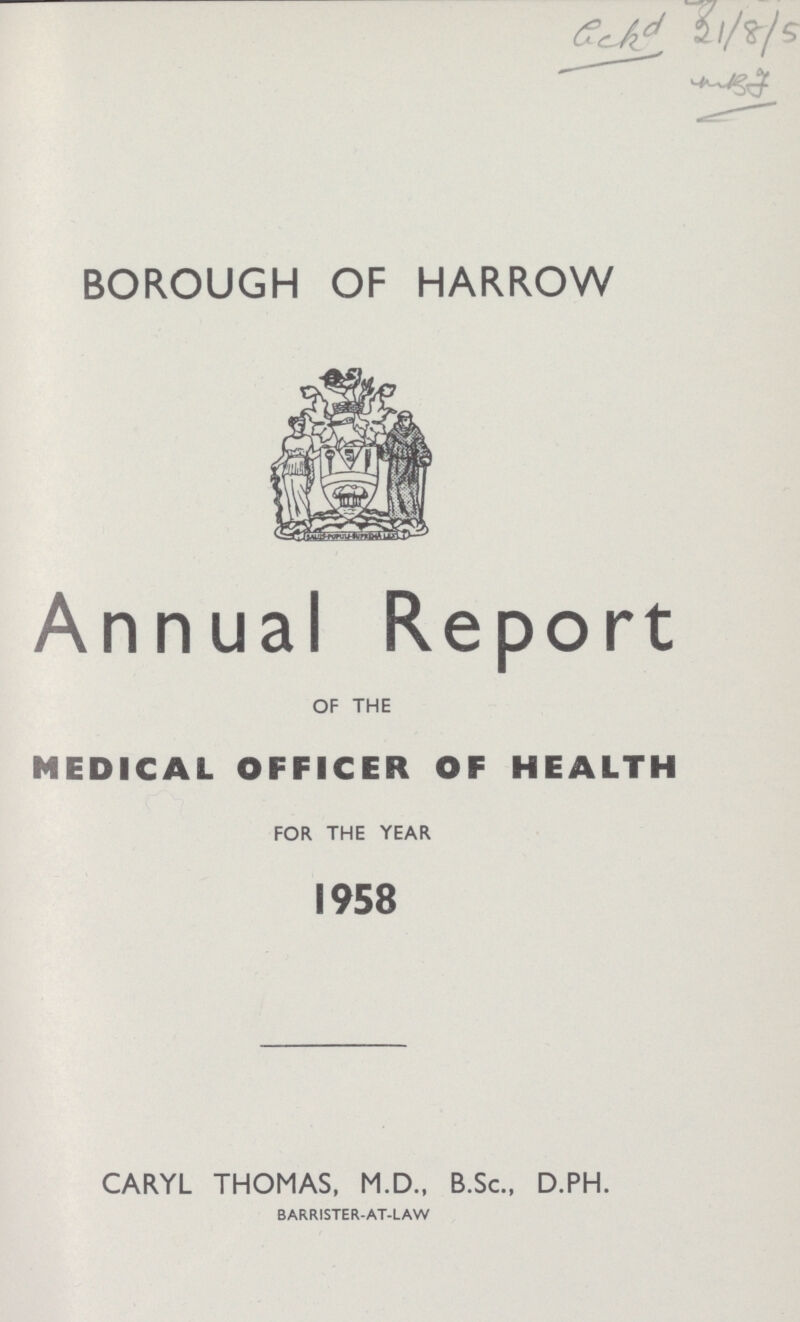 Ackd 21/8/5
BOROUGH OF HARROW
SALUS POPULI SUPREMA LEX
Annual Report
OF THE
MEDICAL OFFICER OF HEALTH
FOR THE YEAR
1958
CARYL THOMAS, M.D., B.Sc., D.PH.
BARRISTER-AT-LAW